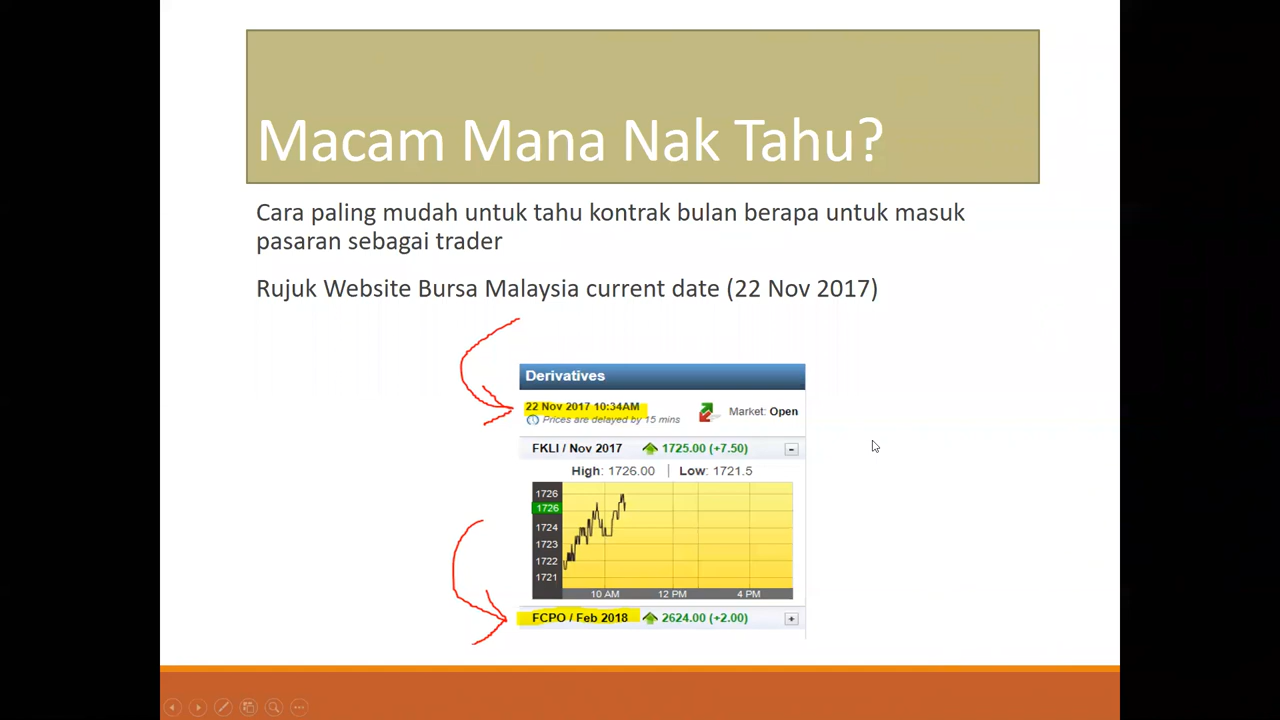 Macam Mana Nak Tahu?
Cara paling mudah untuk tahu kontrak bulan berapa untuk masuk
pasaran sebagai trader
Rujuk Website Bursa Malaysia current date (22 Nov 2017)
Derivatives
22 Nov 2017 10:34AM
Prices are delayed by 15 mins
Market: Open
FKLI / Nov 2017 1725.00 (+7.50)
High: 1726.00 | Low: 1721.5
1726
1726
1724
1723
1722
1721
10 AM 12 PM 4 PM
FCPO / Feb 2018 2624.00 (+2.00)